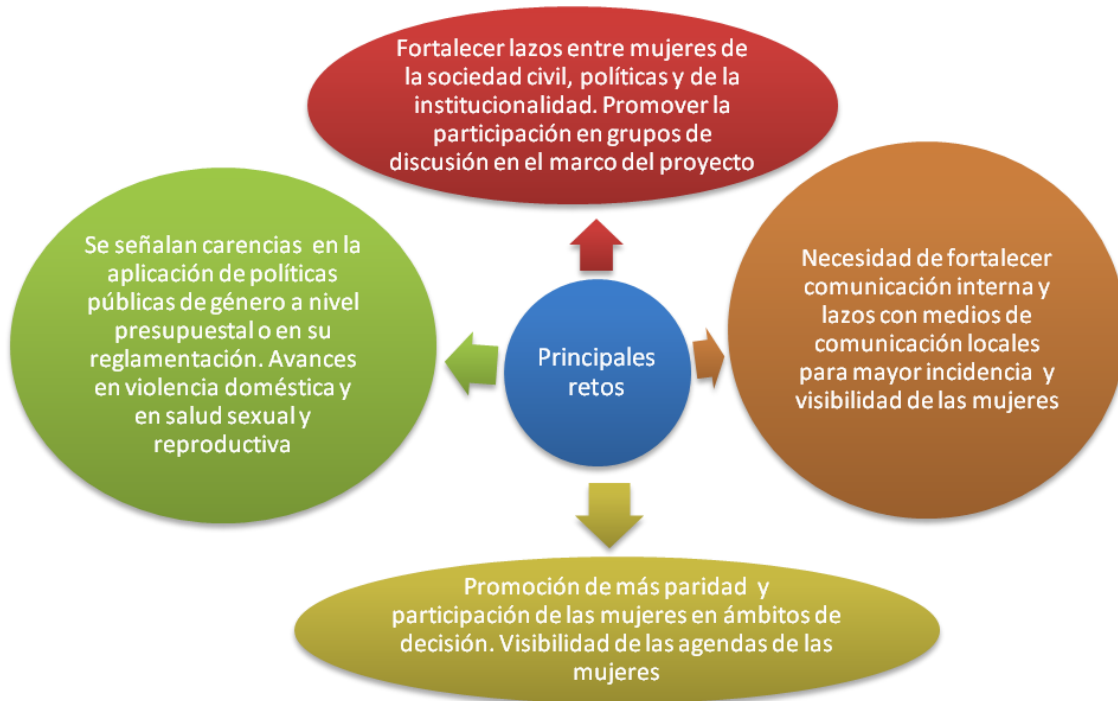 Fortalecer lazos entre mujeres de
la sociedad civil, políticas y de la
institucionalidad. Promover la
participación en grupos de
discusión en el marco del proyecto
Se señalan carencias en la
aplicación de políticas
públicas de género a nivel
presupuestal o en su
reglamentación. Avances
en violencia doméstica y
en salud sexual y
reproductiva
Principales
retos
Necesidad de fortalecer
comunicación interna y
lazos con medios de
comunicación locales
para mayor incidencia y
visibilidad de las mujeres
Promoción de más paridad y
participación de las mujeres en ámbitos de
decisión. Visibilidad de las agendas de las
mujeres